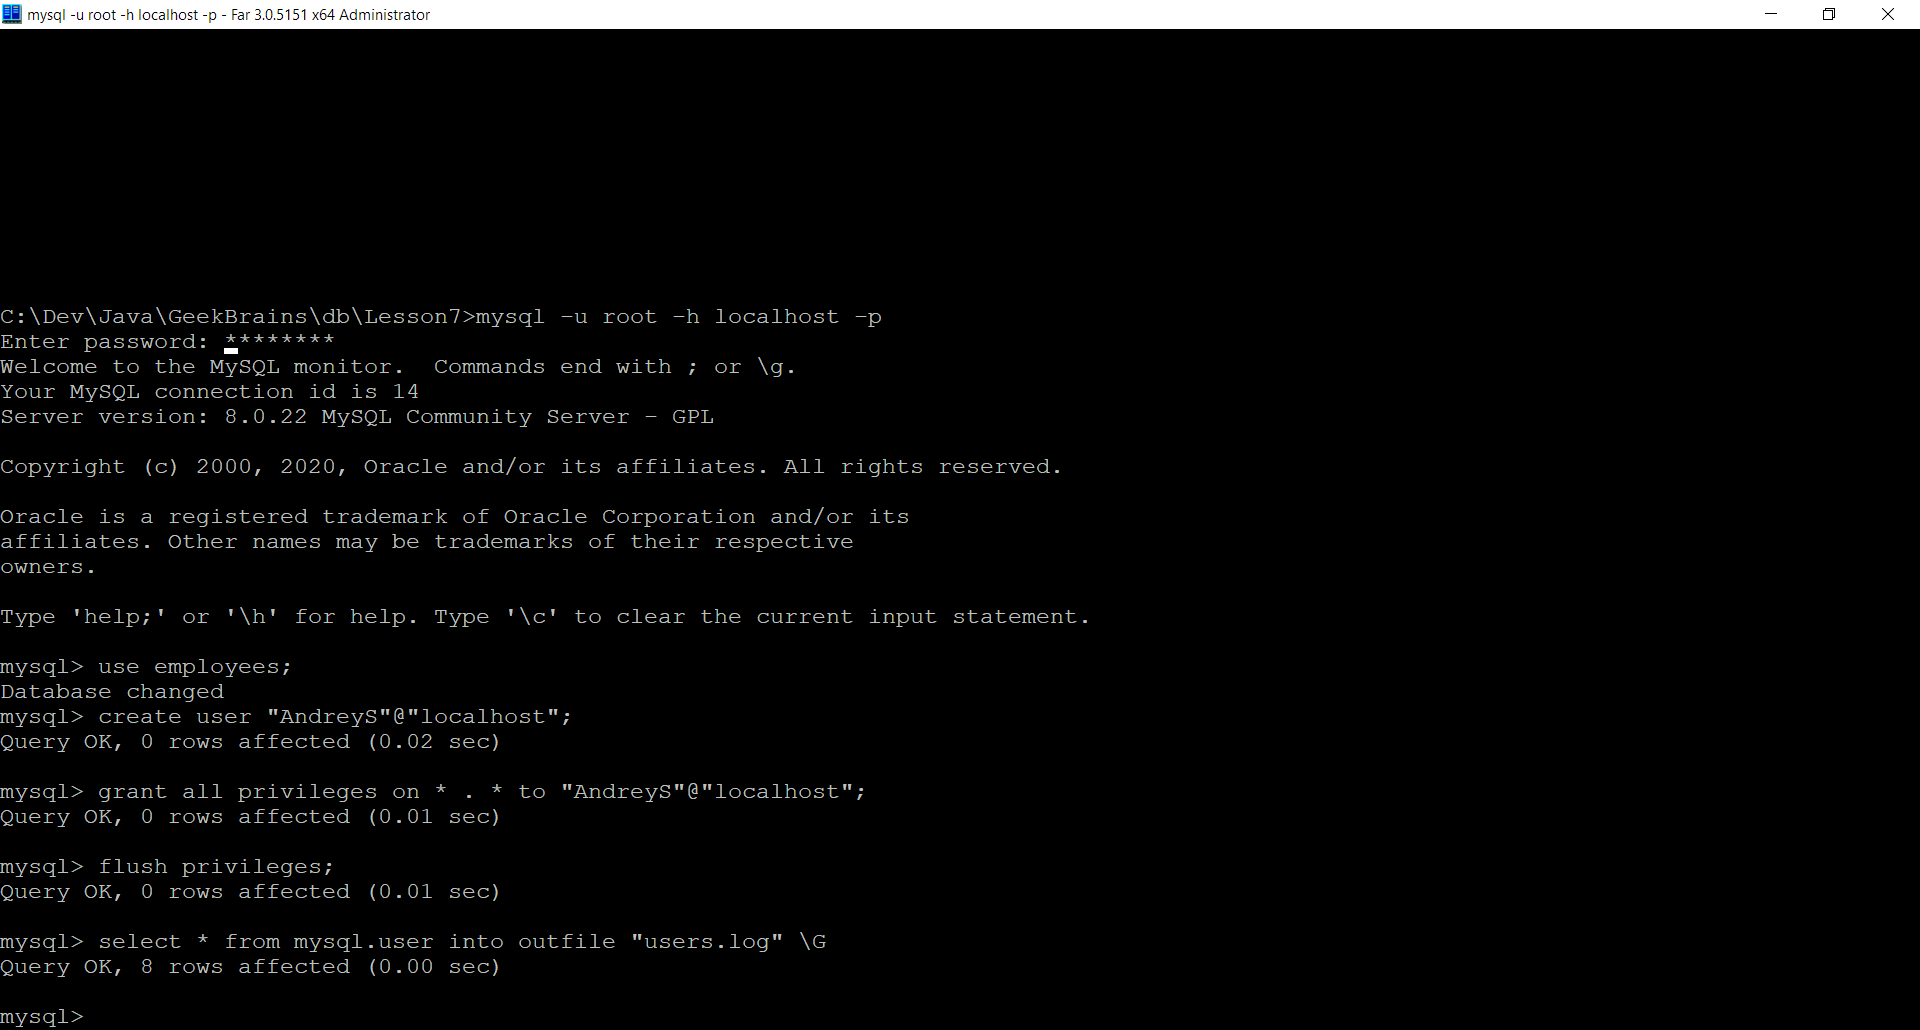 mysql -u root -h localhost -p - Far 3.0.5151 x64 Administrator
C:\Dev\Java\GeekBrains\db\Lesson7>mysql -u root -h localhost -p
Enter password: ********
Welcome to the MySQL monitor.  Commands end with ; or \g.
Your MySQL connection id is 14
Server version: 8.0.22 MySQL Community Server - GPL
Copyright (c) 2000, 2020, Oracle and/or its affiliates. All rights reserved.
Oracle is a registered trademark of Oracle Corporation and/or its
affiliates. Other names may be trademarks of their respective
owners.
Type 'help;' or '\h' for help. Type '\c' to clear the current input statement.
mysql> use employees;
Database changed
mysql> create user "AndreyS"@"localhost";
Query OK, 0 rows affected (0.02 sec)
mysql> grant all privileges on * . * to "AndreyS"@"localhost";
Query OK, 0 rows affected (0.01 sec)
mysql> flush privileges;
Query OK, 0 rows affected (0.01 sec)
mysql> select * from mysql.user into outfile "users.log" \G
Query OK, 8 rows affected (0.00 sec)
mysql>